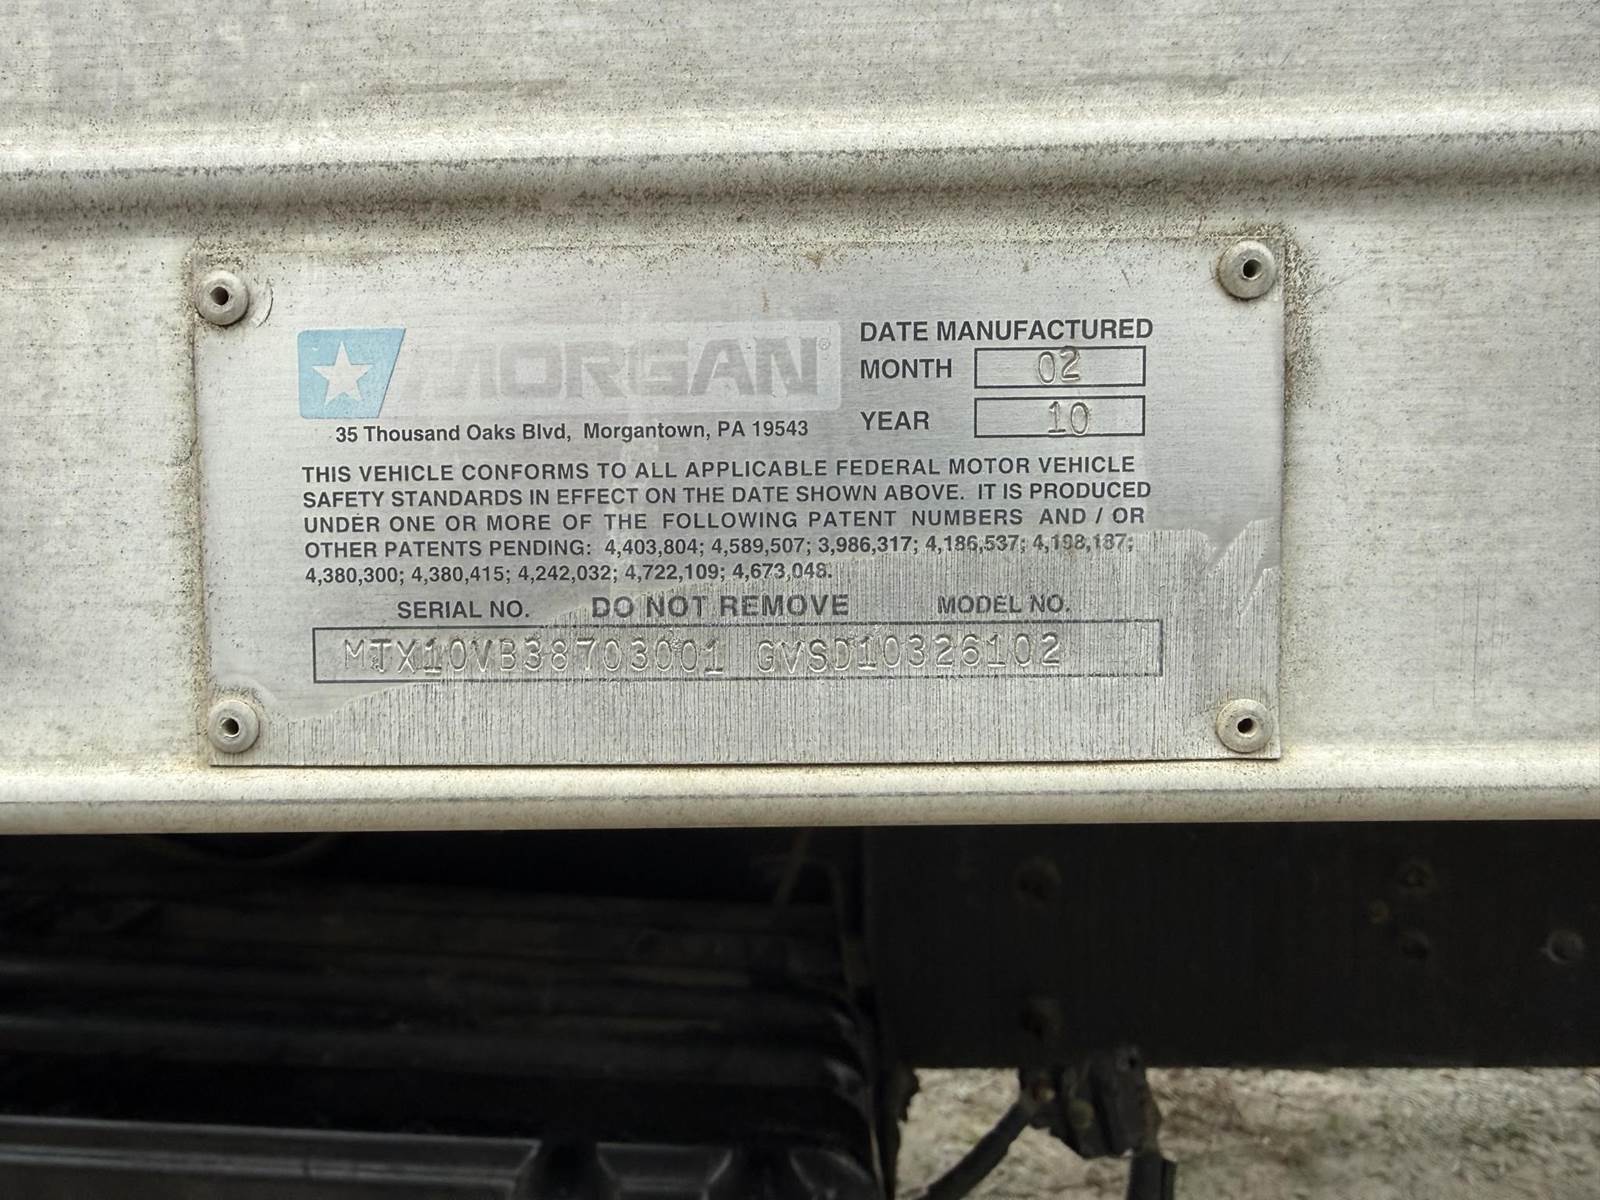 MORGAN®
35 Thousand Oaks Blvd, Morgantown, PA 19543
DATE MANUFACTURED
MONTH 02
YEAR 10
THIS VEHICLE CONFORMS TO ALL APPLICABLE FEDERAL MOTOR VEHICLE
SAFETY STANDARDS IN EFFECT ON THE DATE SHOWN ABOVE. IT IS PRODUCED
UNDER ONE OR MORE OF THE FOLLOWING PATENT NUMBERS AND / OR
OTHER PATENTS PENDING: 4,403,804; 4,589,507; 3,986,317; 4,186,537; 4,198,187;
4,380,300; 4,380,415; 4,242,032; 4,722,109; 4,673,048.
SERIAL NO. DO NOT REMOVE MODEL NO.
MTX10VB38703001 GVSD10326102